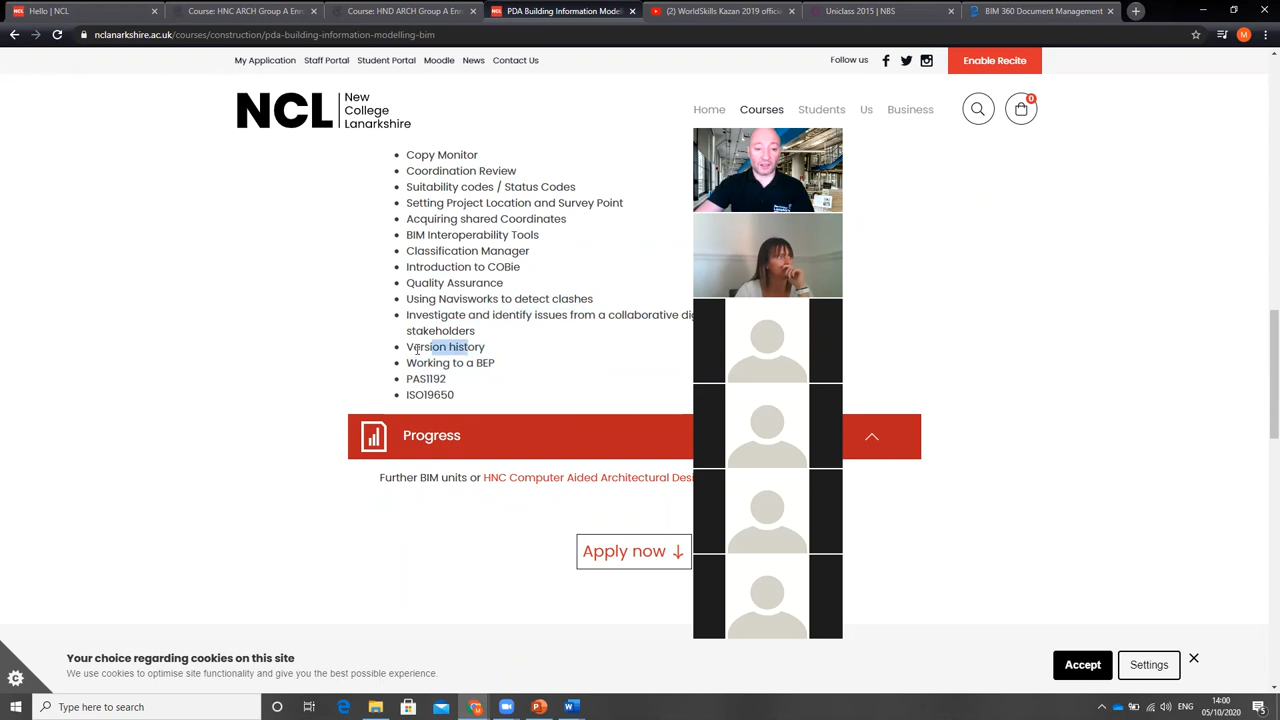 Hello | NCL
Course: HNC ARCH Group A
Course: HND ARCH Group A Enr
PDA Building Information Model
(2) WorldSkills Kazan 2019 offici
Uniclass 2015 | NBS
BIM 360 Document Management
nclanarkshire.ac.uk/courses/construction/pda-building-information-modelling-bim
M
My Application Staff Portal Student Portal Moodle News Contact Us
Follow us
Enable Recite
NCL New College Lanarkshire
Home Courses Students Us Business
0
Copy Monitor
Coordination Review
Suitability codes / Status Codes
Setting Project Location and Survey Point
Acquiring shared Coordinates
BIM Interoperability Tools
Classification Manager
Introduction to COBie
Quality Assurance
Using Navisworks to detect clashes
Investigate and identify issues from a collaborative dig
stakeholders
Version history
Working to a BEP
PAS1192
ISO19650
Progress
Further BIM units or HNC Computer Aided Architectural Desi
Apply now ↓
Your choice regarding cookies on this site
We use cookies to optimise site functionality and give you the best possible experience.
Accept
Settings
Type here to search
14:00
05/10/2020